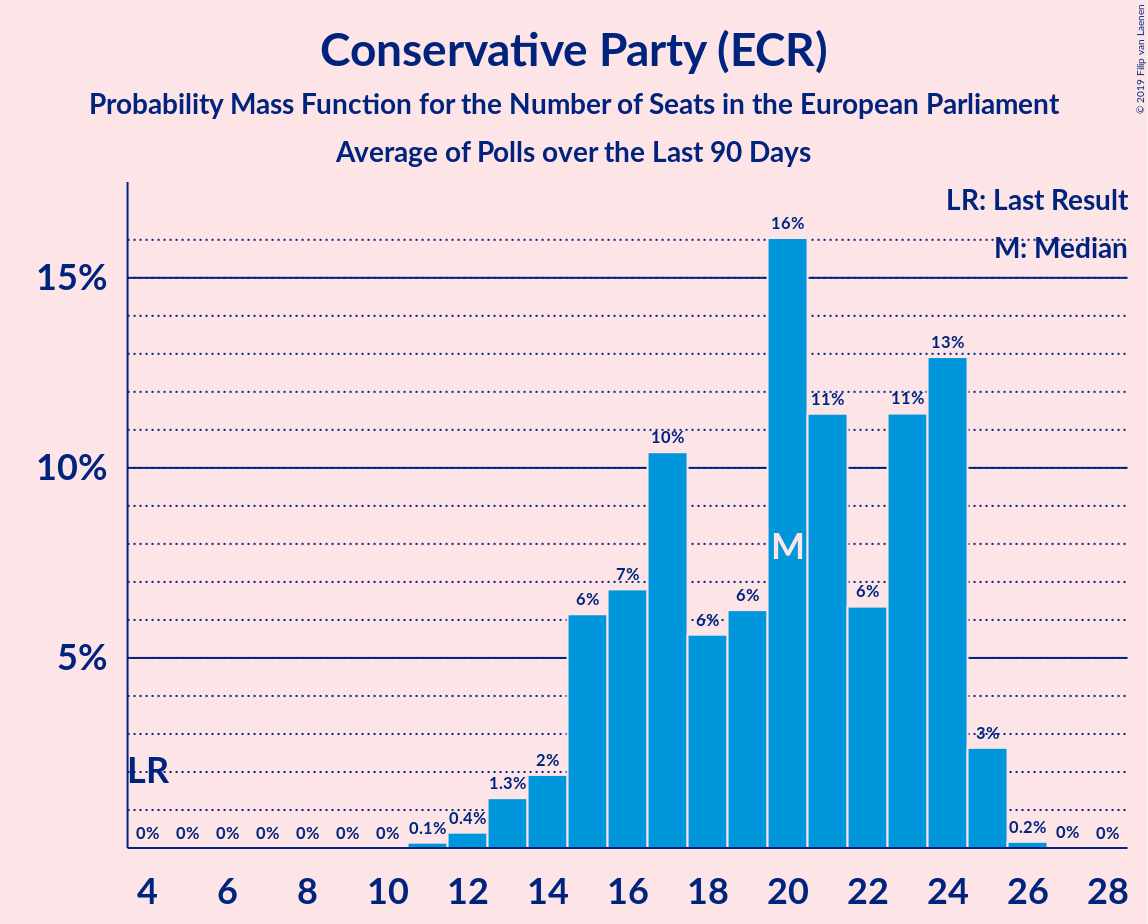 Conservative Party (ECR)
Probability Mass Function for the Number of Seats in the European Parliament
Average of Polls over the Last 90 Days
© 2019 Filip van Laenen
LR: Last Result
M: Median
15%
10%
5%
LR
M
0% 0% 0% 0% 0% 0% 0% 0.1% 0.4% 1.3% 2% 6% 7% 10% 6% 6% 16% 11% 6% 11% 13% 3% 0.2% 0% 0%
4 6 8 10 12 14 16 18 20 22 24 26 28